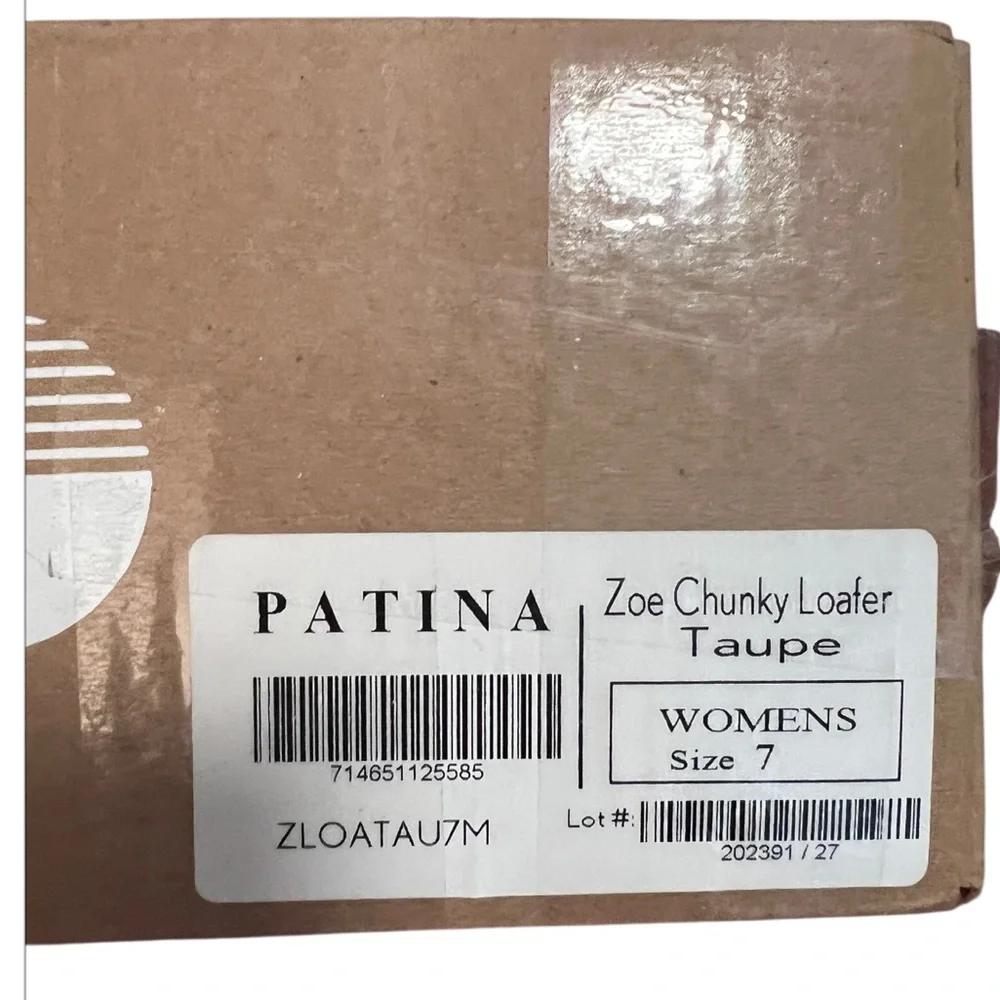 PATINA
714651125585
ZLOATAU7M
Zoe Chunky Loafer
Taupe
WOMENS
Size 7
Lot #:
202391 / 27